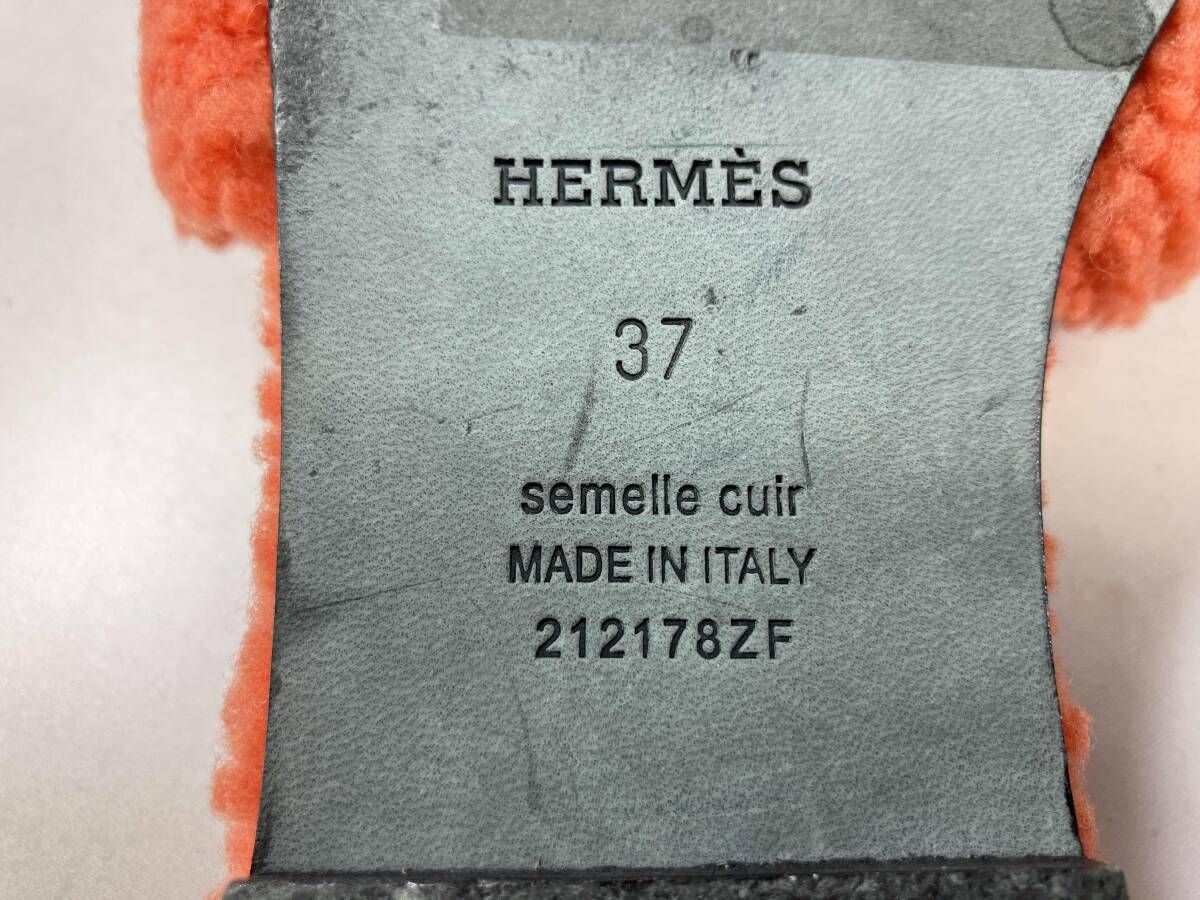 HERMÈS
37
semelle cuir
MADE IN ITALY
212178ZF